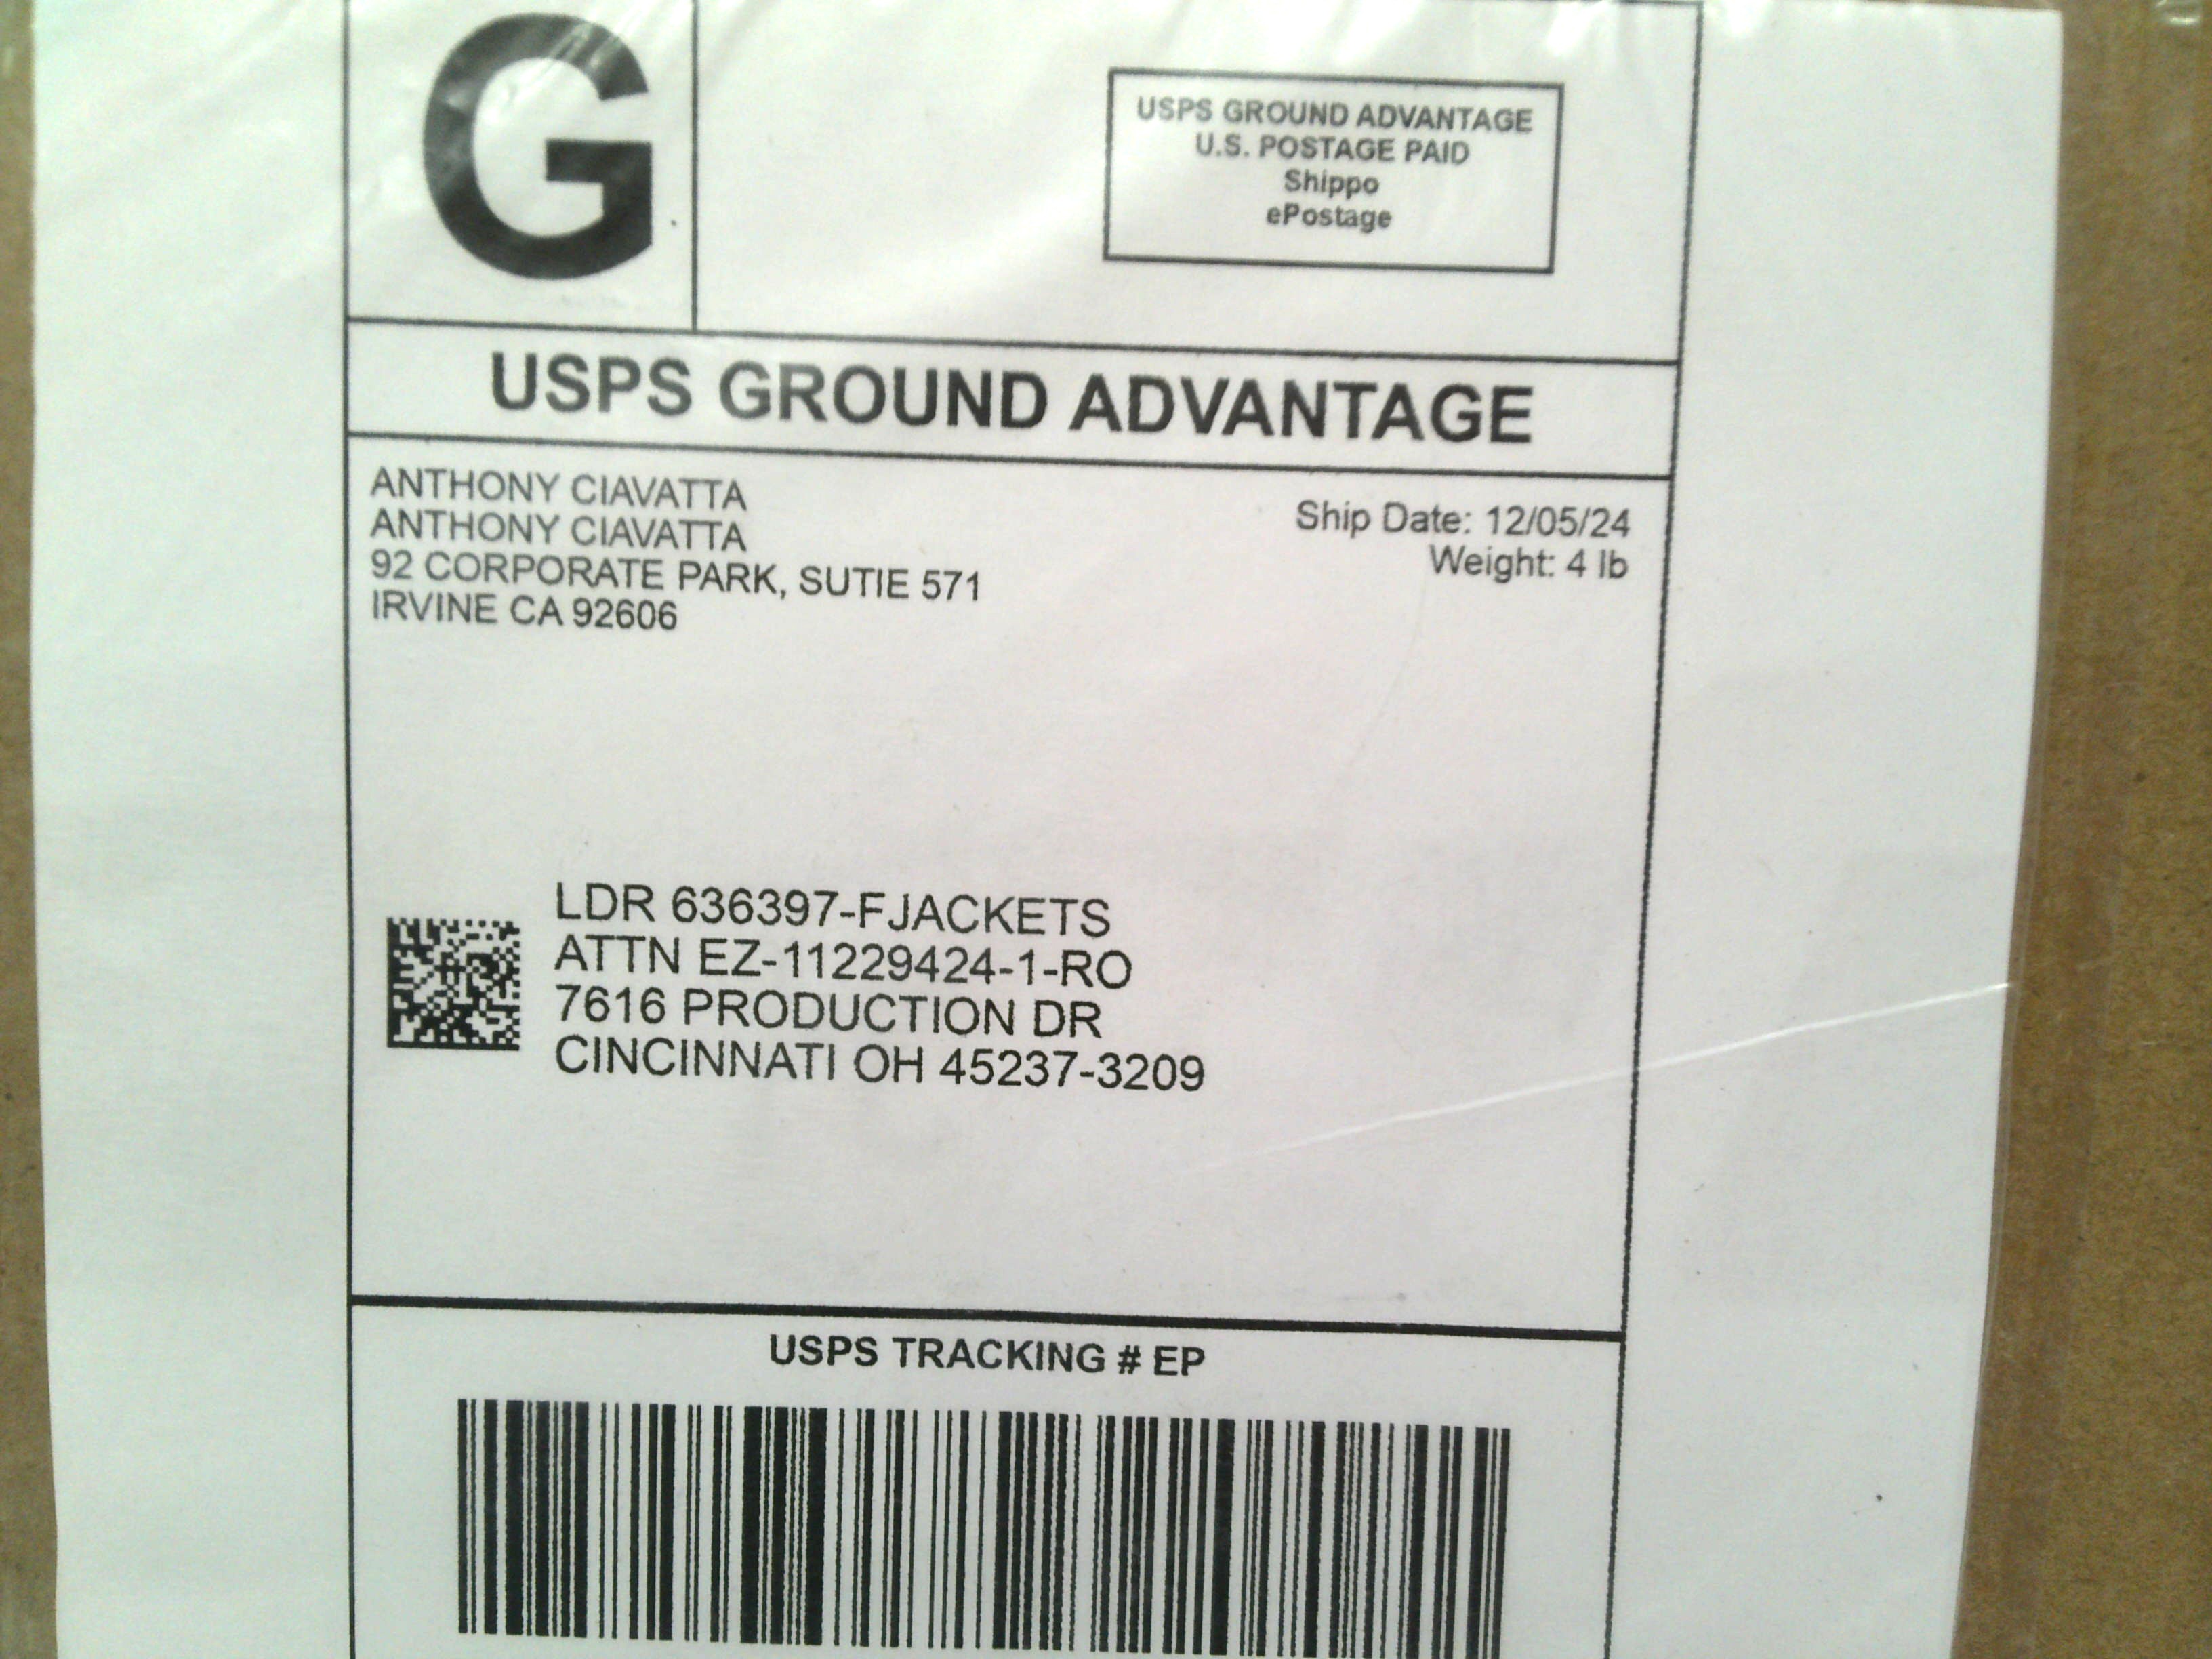 G
USPS GROUND ADVANTAGE
U.S. POSTAGE PAID
Shippo
ePostage
USPS GROUND ADVANTAGE
ANTHONY CIAVATTA
ANTHONY CIAVATTA
92 CORPORATE PARK, SUTIE 571
IRVINE CA 92606
Ship Date: 12/05/24
Weight: 4 lb
LDR 636397-FJACKETS
ATTN EZ-11229424-1-RO
7616 PRODUCTION DR
CINCINNATI OH 45237-3209
USPS TRACKING # EP